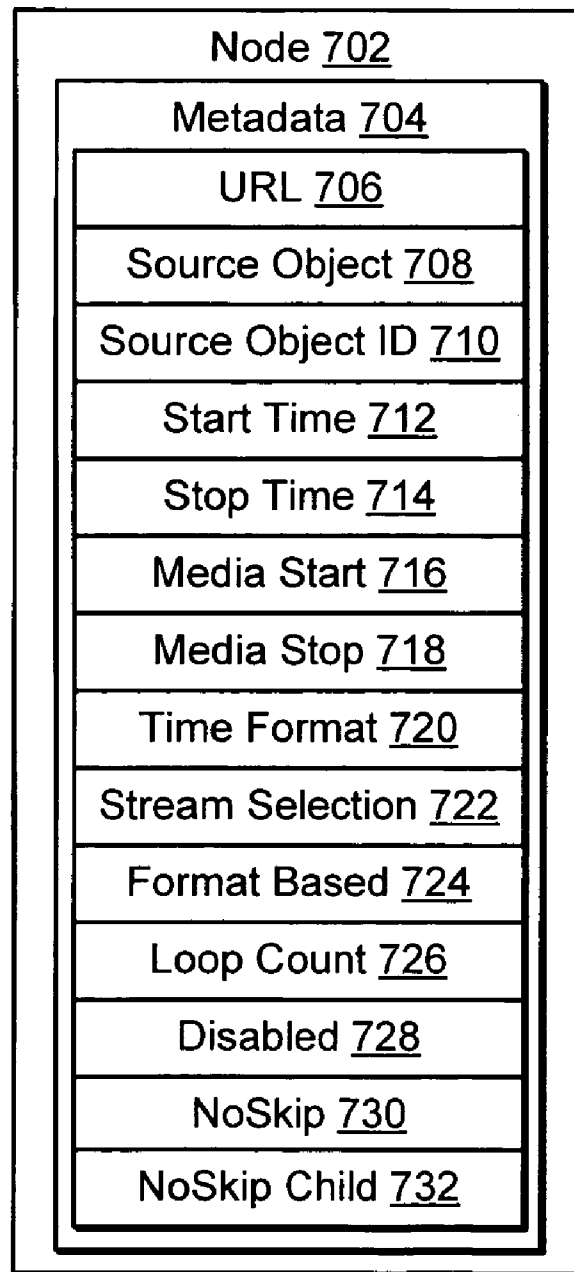 Node 702
Metadata 704
URL 706
Source Object 708
Source Object ID 710
Start Time 712
Stop Time 714
Media Start 716
Media Stop 718
Time Format 720
Stream Selection 722
Format Based 724
Loop Count 726
Disabled 728
NoSkip 730
NoSkip Child 732